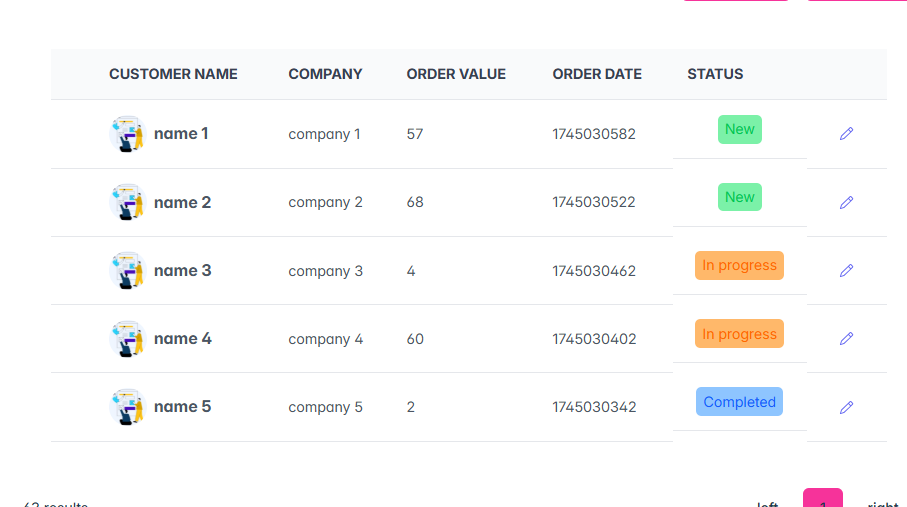 CUSTOMER NAME COMPANY ORDER VALUE ORDER DATE STATUS
name 1 company 1 57 1745030582 New
name 2 company 2 68 1745030522 New
name 3 company 3 4 1745030462 In progress
name 4 company 4 60 1745030402 In progress
name 5 company 5 2 1745030342 Completed
results left 1 right